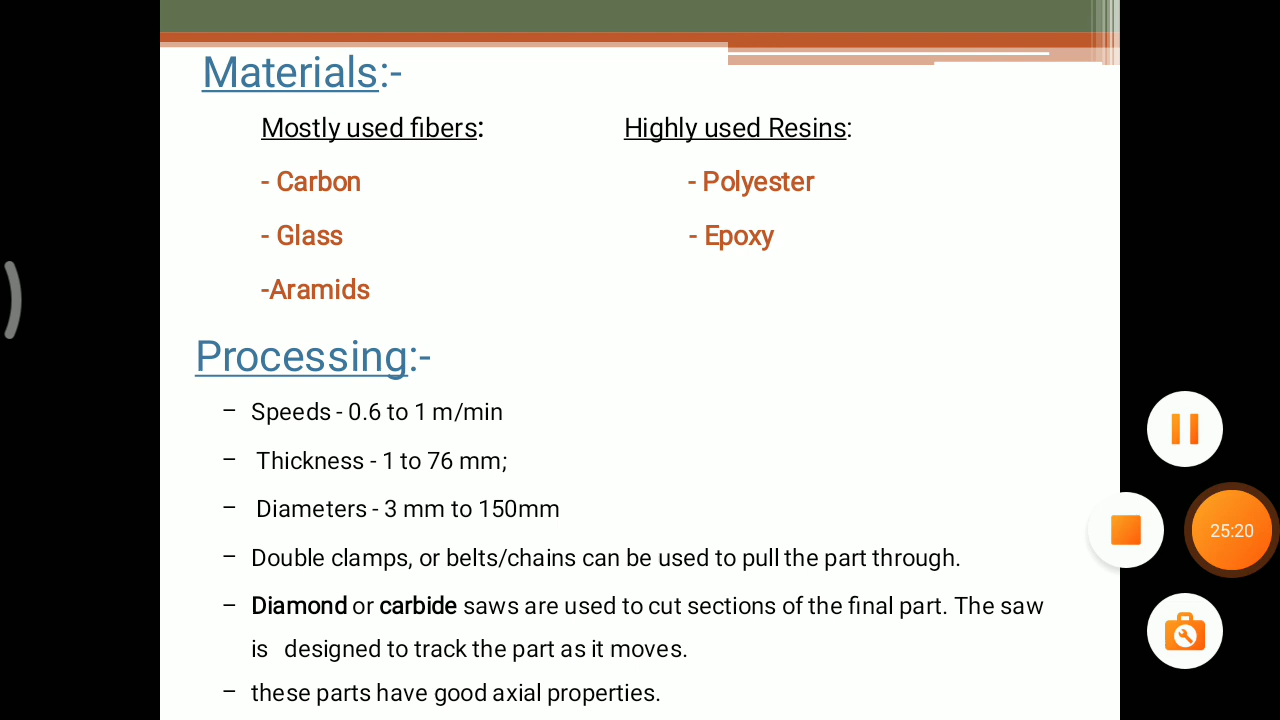 Materials:-
Mostly used fibers: Highly used Resins:
- Carbon - Polyester
- Glass - Epoxy
-Aramids
Processing:-
– Speeds - 0.6 to 1 m/min
– Thickness - 1 to 76 mm;
– Diameters - 3 mm to 150mm
– Double clamps, or belts/chains can be used to pull the part through.
– Diamond or carbide saws are used to cut sections of the final part. The saw
is designed to track the part as it moves.
– these parts have good axial properties.
25:20